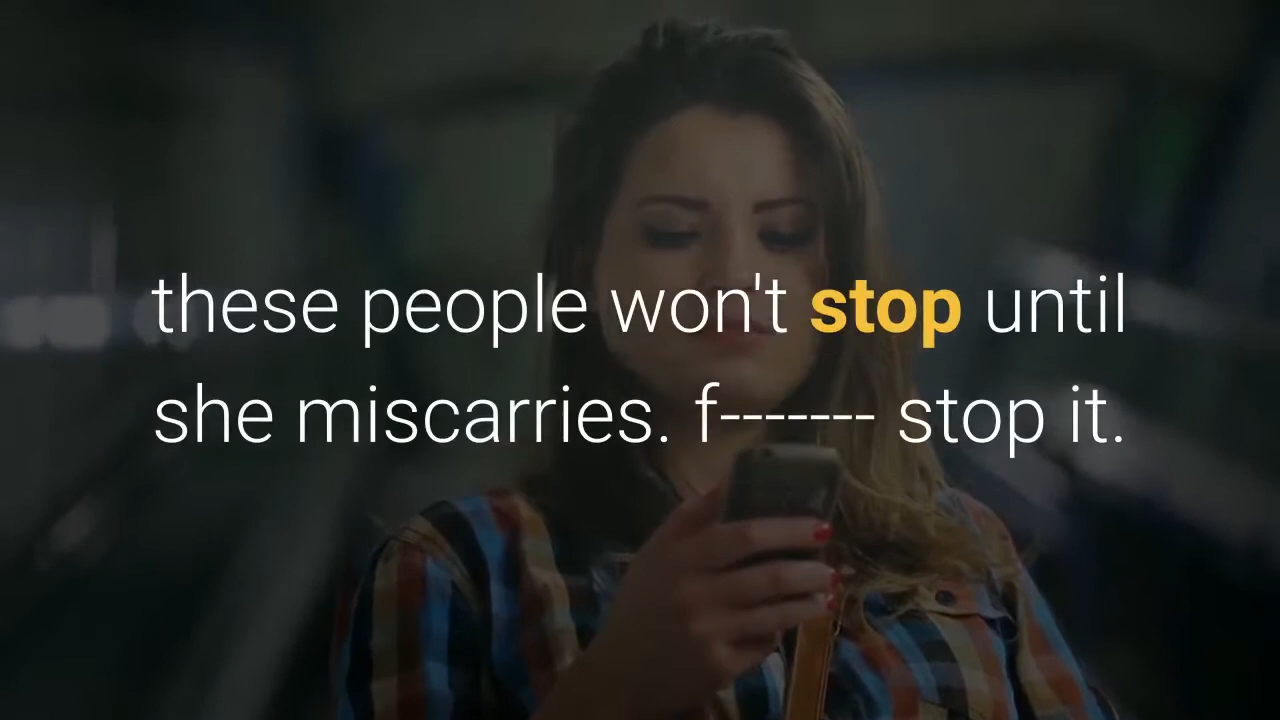 these people won't stop until
she miscarries. f------- stop it.